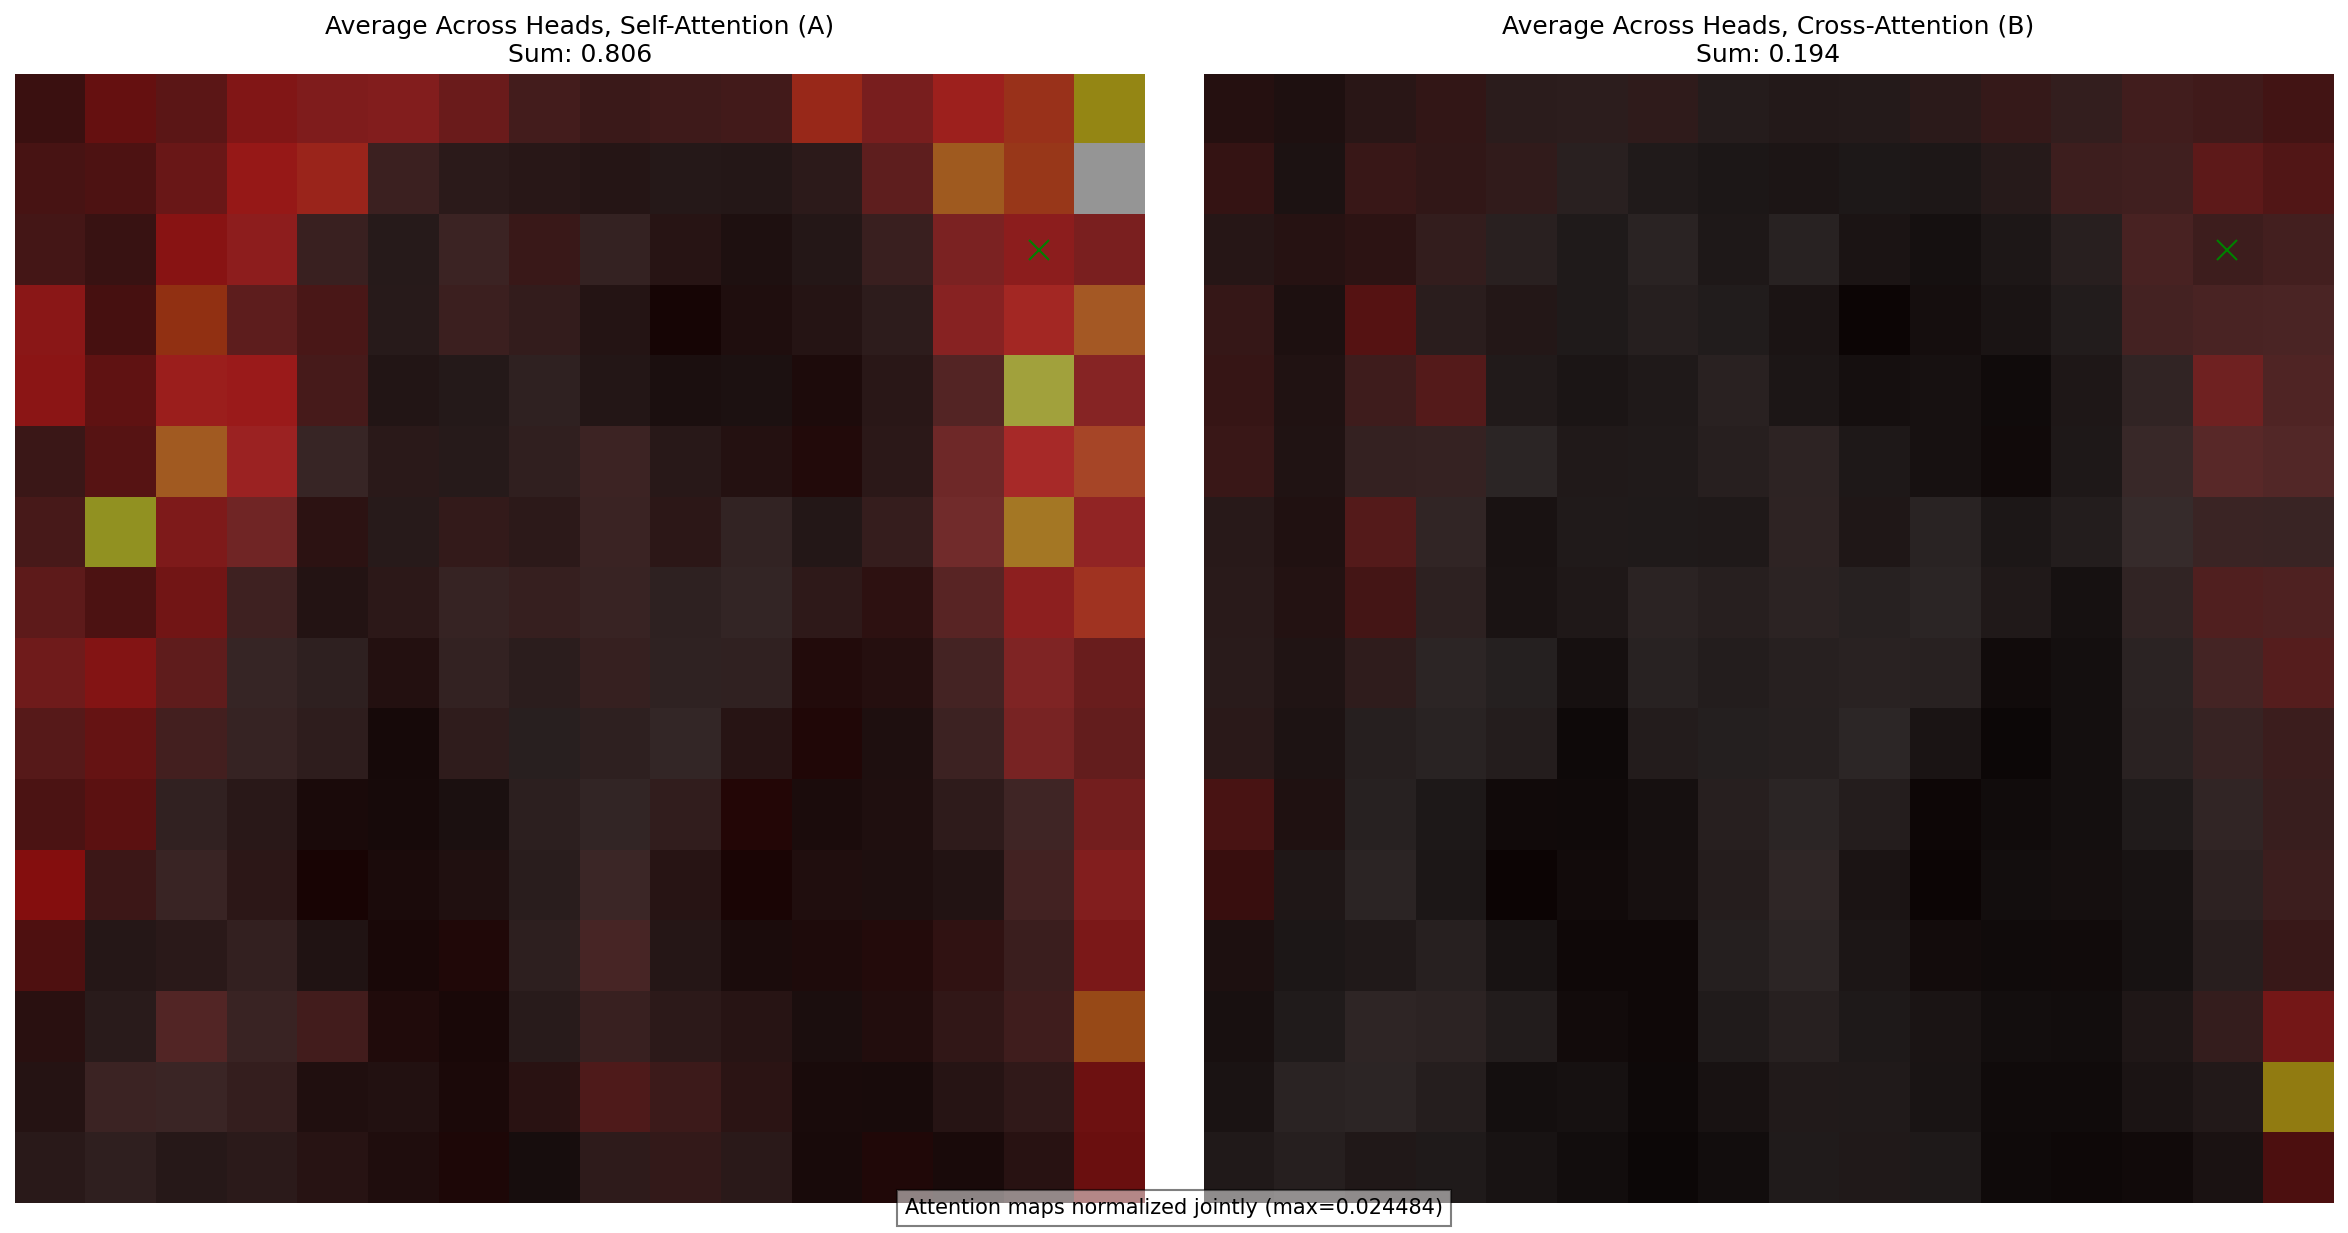 Average Across Heads, Self-Attention (A)
Sum: 0.806
Average Across Heads, Cross-Attention (B)
Sum: 0.194
Attention maps normalized jointly (max=0.024484)